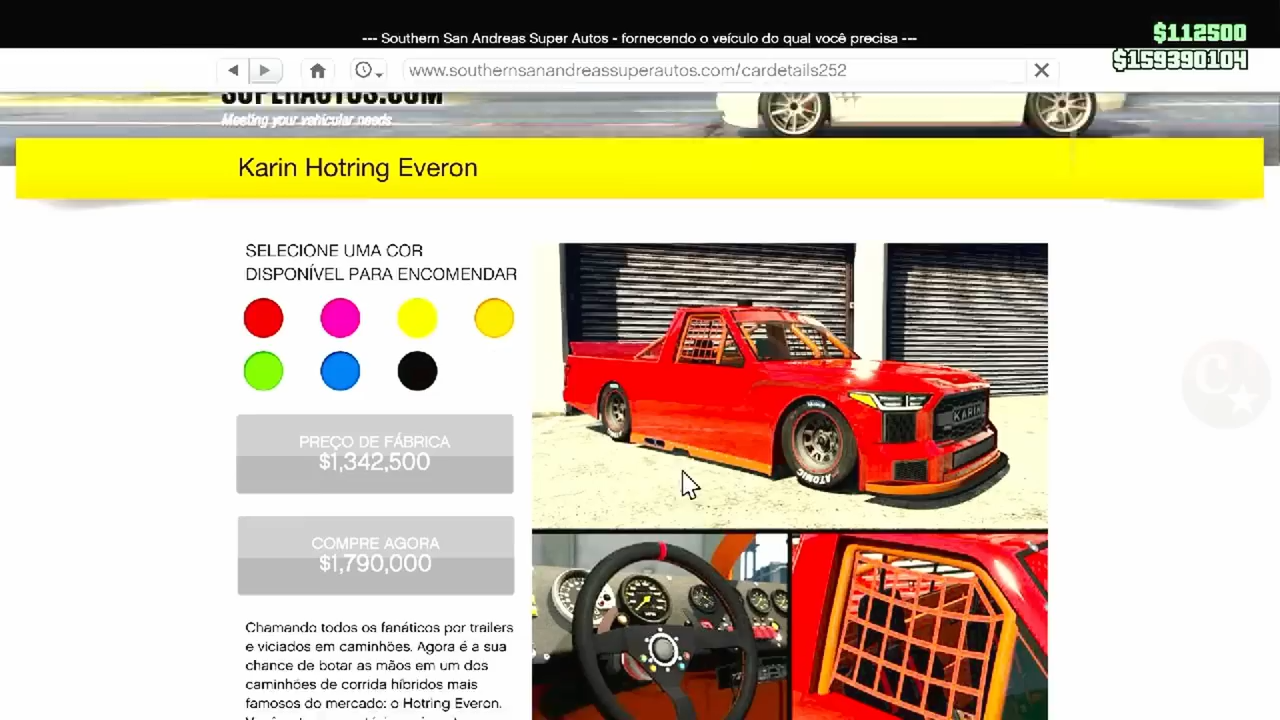 --- Southern San Andreas Super Autos - fornecendo o veículo do qual você precisa ---
$112500
$159390104
www.southernsanandreassuperautos.com/cardetails252
SUPERAUTOS.COM
Meeting your vehicular needs
Karin Hotring Everon
SELECIONE UMA COR
DISPONÍVEL PARA ENCOMENDAR
PREÇO DE FÁBRICA
$1,342,500
COMPRE AGORA
$1,790,000
Chamando todos os fanáticos por trailers
e viciados em caminhões. Agora é a sua
chance de botar as mãos em um dos
caminhões de corrida híbridos mais
famosos do mercado: o Hotring Everon.
KARIN
ATOMIC